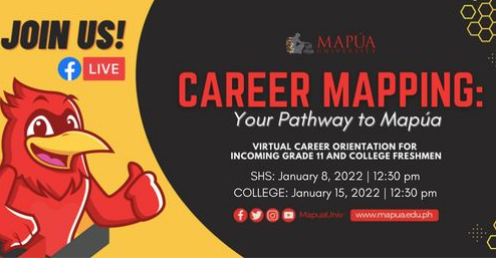 JOIN US!
LIVE
MAPÚA
UNIVERSITY
CAREER MAPPING:
Your Pathway to Mapúa
VIRTUAL CAREER ORIENTATION FOR
INCOMING GRADE 11 AND COLLEGE FRESHMEN
SHS: January 8, 2022 | 12:30 pm
COLLEGE: January 15, 2022 | 12:30 pm
MapuaUniv www.mapua.edu.ph